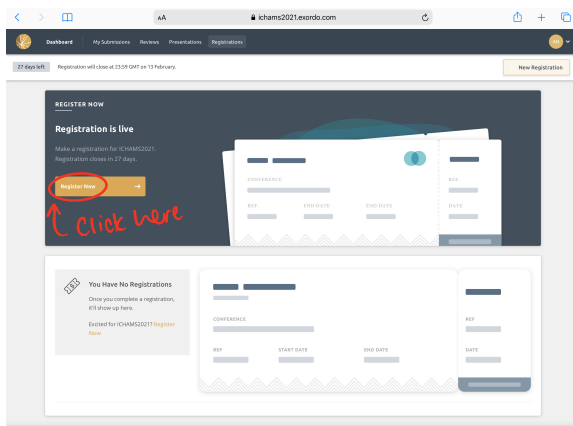 AA
ichams2021.exordo.com
Dashboard My Submissions Reviews Presentations Registrations
AN
27 days left Registration will close at 23:59 GMT on 13 February.
New Registration
REGISTER NOW
Registration is live
Make a registration for ICHAMS2021.
Registration closes in 27 days.
Register Now →
Click here
CONFERENCE
REF
REF END DATE END DATE DATE
You Have No Registrations
Once you complete a registration,
it'll show up here.
Excited for ICHAMS2021? Register
Now
CONFERENCE
REF
REF START DATE END DATE DATE